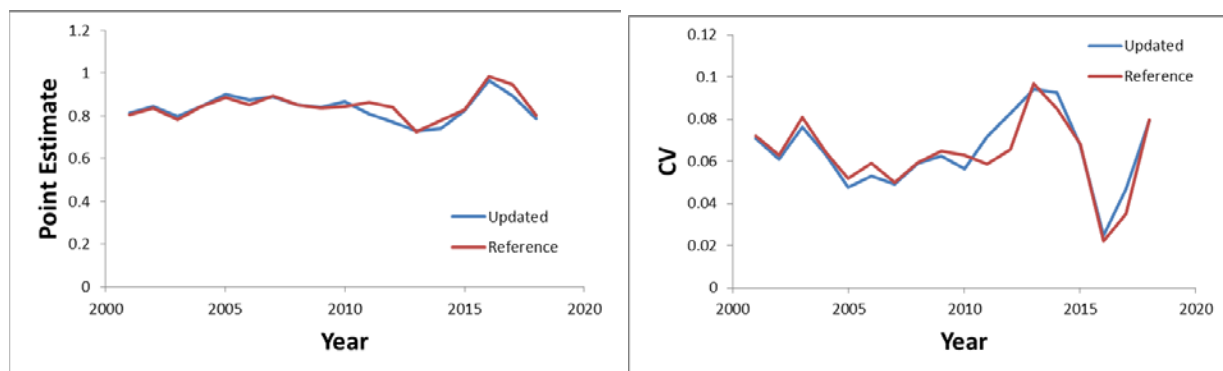 1.2
1
0.8
0.6
0.4
0.2
0
Point Estimate
Updated
Reference
2000 2005 2010 2015 2020
Year
0.12
0.1
0.08
0.06
0.04
0.02
0
CV
Updated
Reference
2000 2005 2010 2015 2020
Year